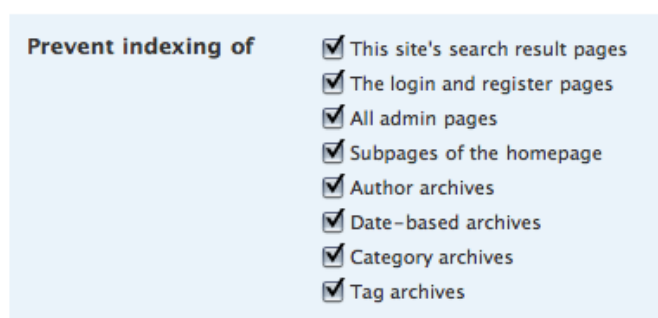 Prevent indexing of
This site's search result pages
The login and register pages
All admin pages
Subpages of the homepage
Author archives
Date-based archives
Category archives
Tag archives